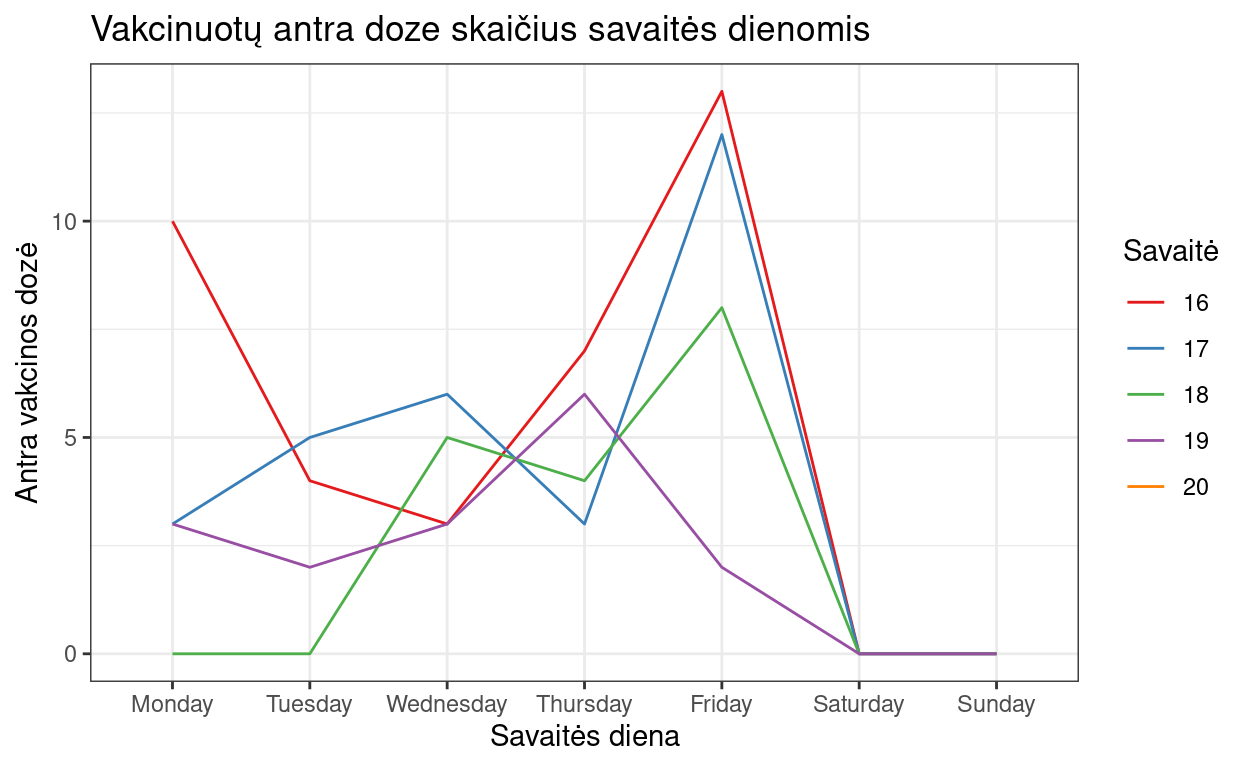 Vakcinuotų antra doze skaičius savaitės dienomis
Antra vakcinos dozė
10
5
0
Monday Tuesday Wednesday Thursday Friday Saturday Sunday
Savaitės diena
Savaitė
16
17
18
19
20